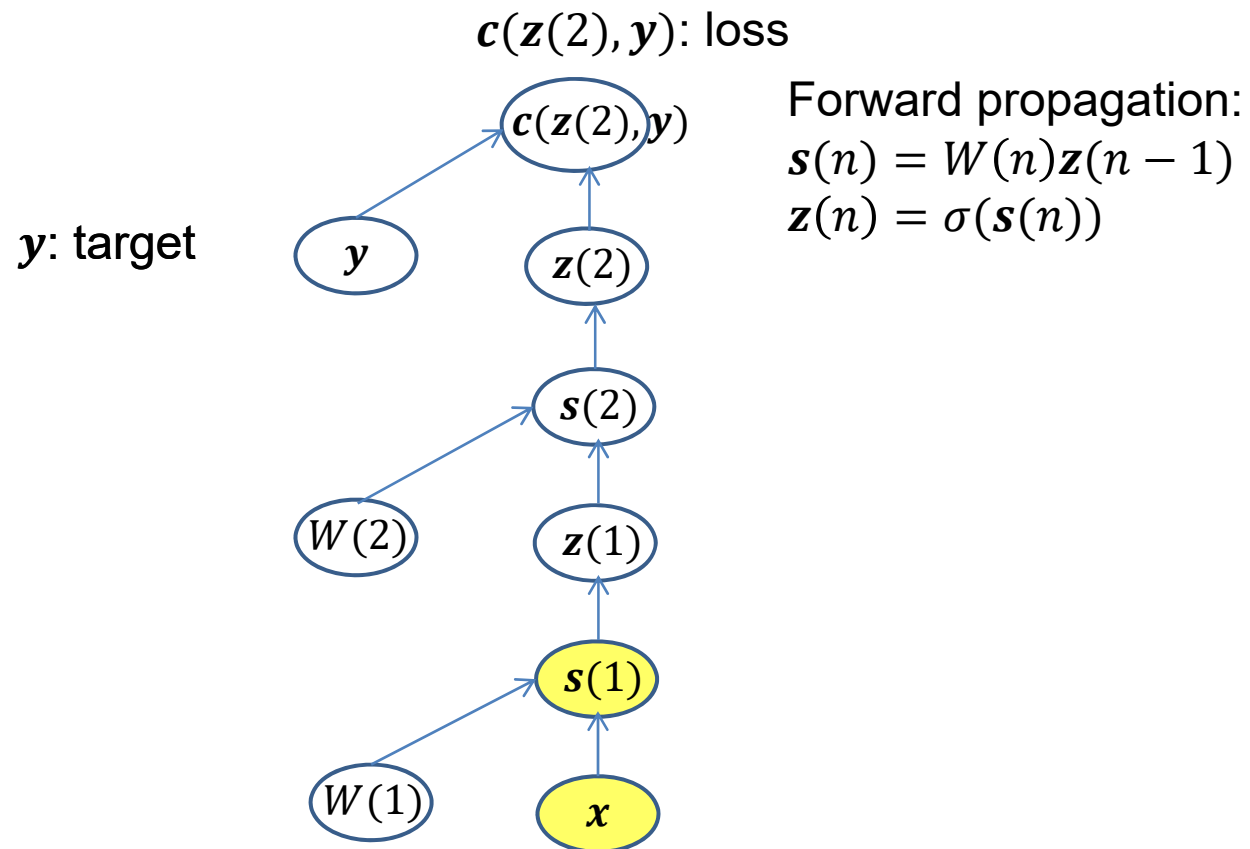 c(z(2), y): loss
Forward propagation:
s(n) = W(n)z(n − 1)
z(n) = σ(s(n))
c(z(2), y)
y: target
y
z(2)
s(2)
W(2)
z(1)
s(1)
W(1)
x